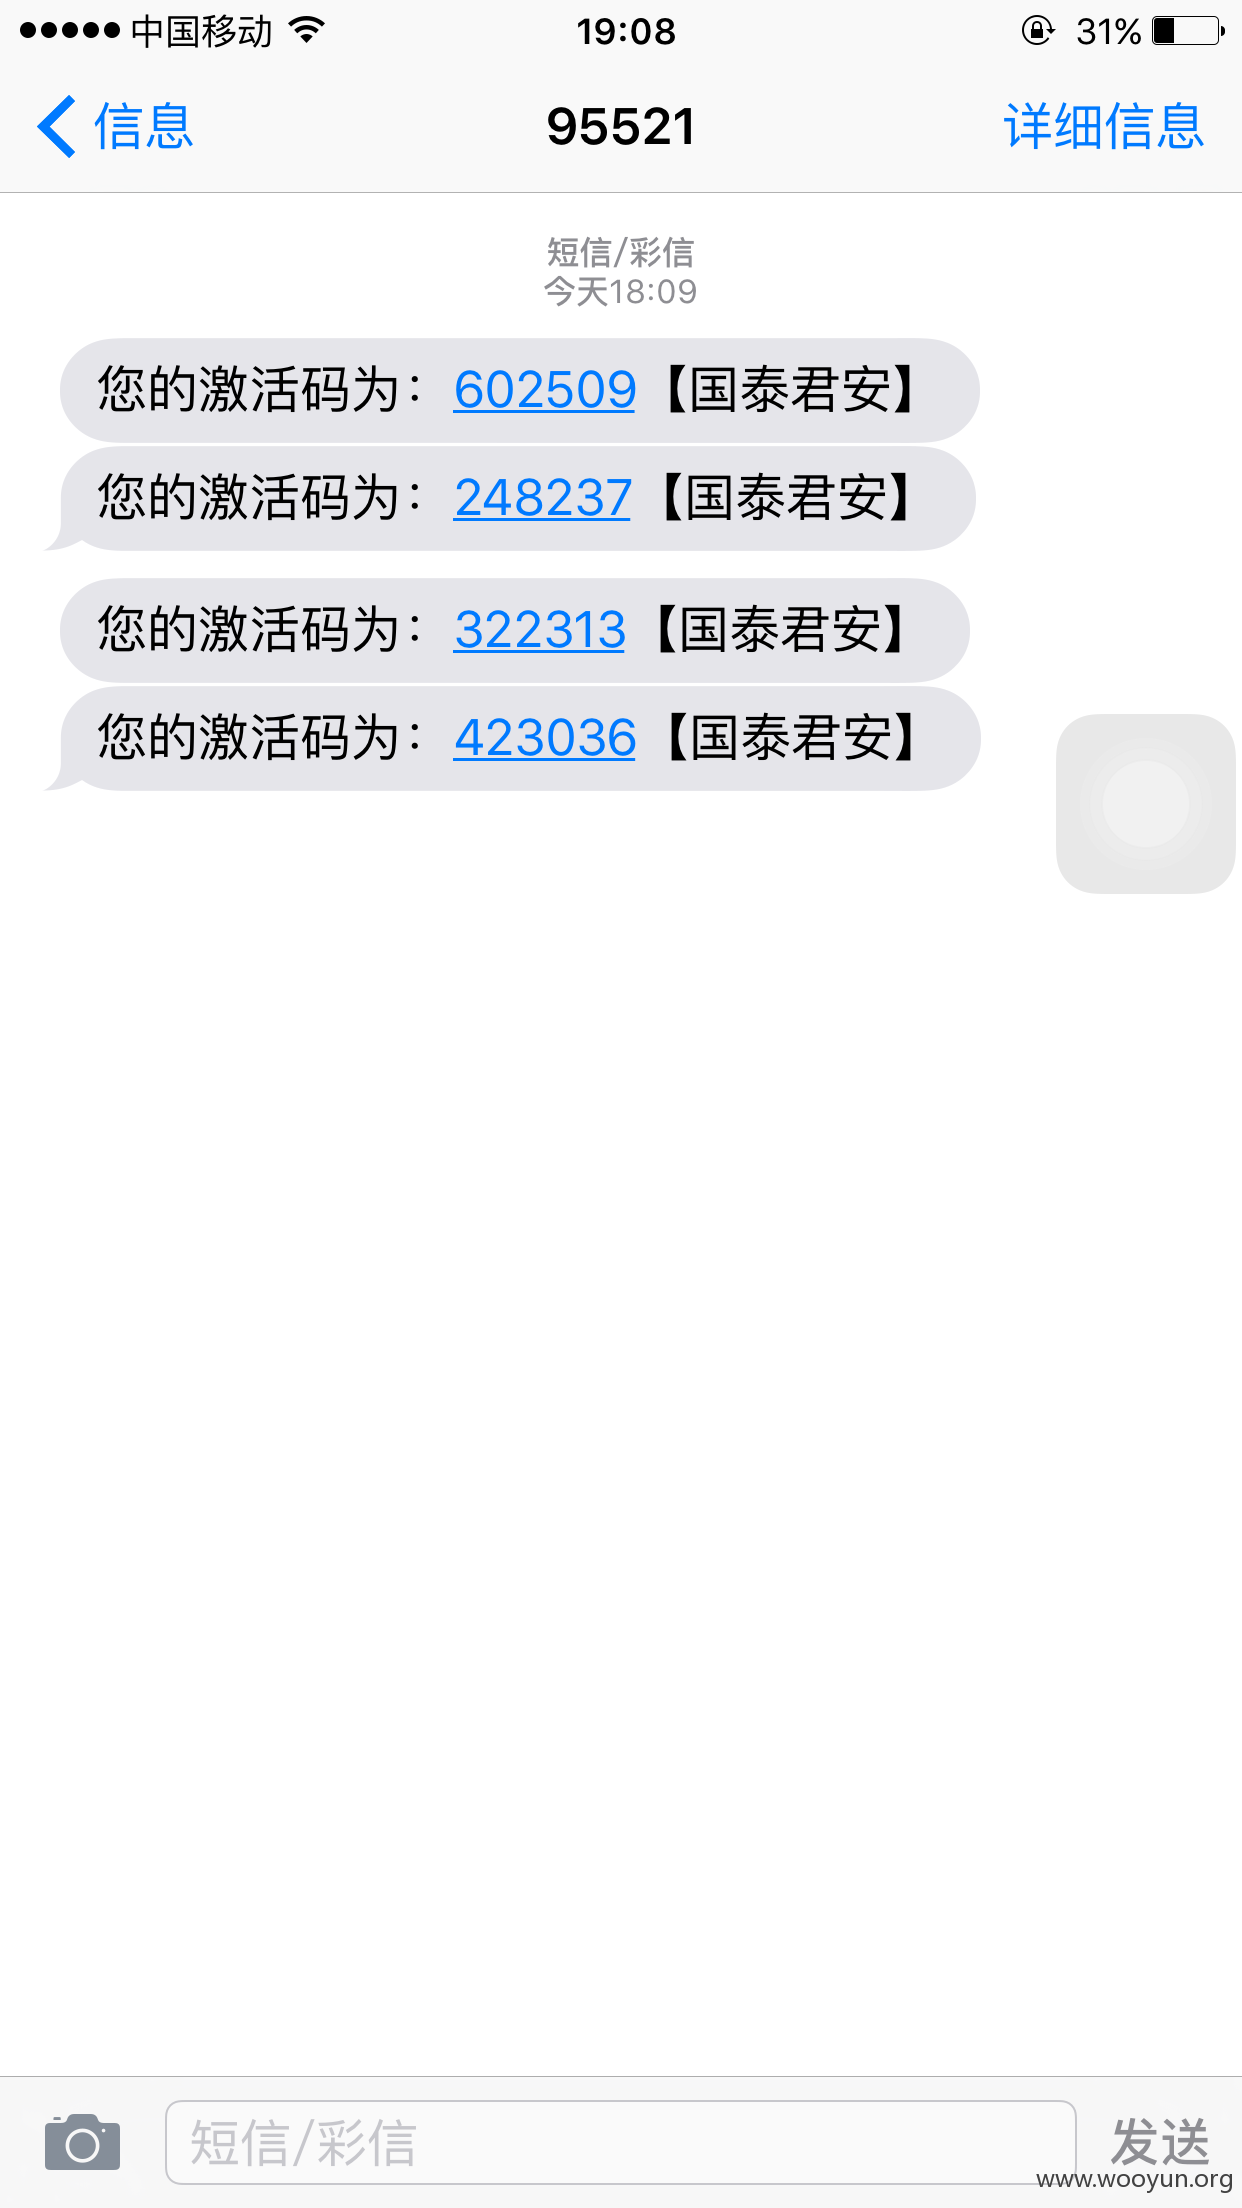 中国移动 19:08 31%
信息 95521 详细信息
短信/彩信
今天18:09
您的激活码为：602509【国泰君安】
您的激活码为：248237【国泰君安】
您的激活码为：322313【国泰君安】
您的激活码为：423036【国泰君安】
短信/彩信 发送
www.wooyun.org